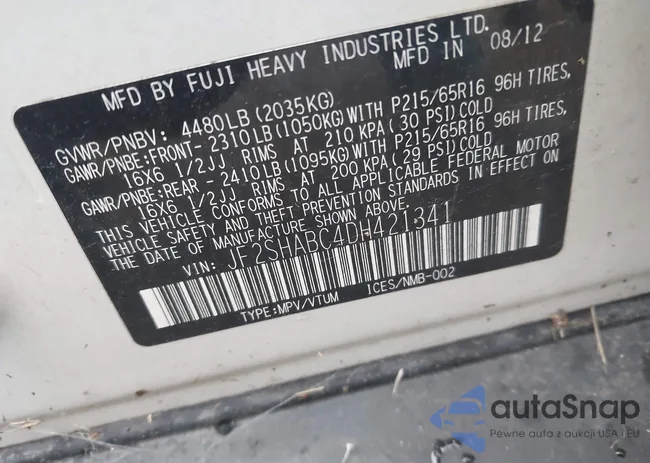 MFD BY FUJI HEAVY INDUSTRIES LTD.
MFD IN 08/12
GVWR/PNBV: 4480LB (2035KG)
GAWR/PNBE:FRONT- 2310LB(1050KG)WITH P215/65R16 96H TIRES,
16X6 1/2JJ RIMS AT 210 KPA (30 PSI)COLD
GAWR/PNBE:REAR - 2410LB(1095KG)WITH P215/65R16 96H TIRES,
16X6 1/2JJ RIMS AT 200 KPA (29 PSI)COLD
THIS VEHICLE CONFORMS TO ALL APPLICABLE FEDERAL MOTOR
VEHICLE SAFETY AND THEFT PREVENTION STANDARDS IN EFFECT ON
THE DATE OF MANUFACTURE SHOWN ABOVE.
VIN: JF2SHABC4DH421341
TYPE:MPV/VTUM ICES/NMB-002
autaSnap
Pewne auta z aukcji USA i EU